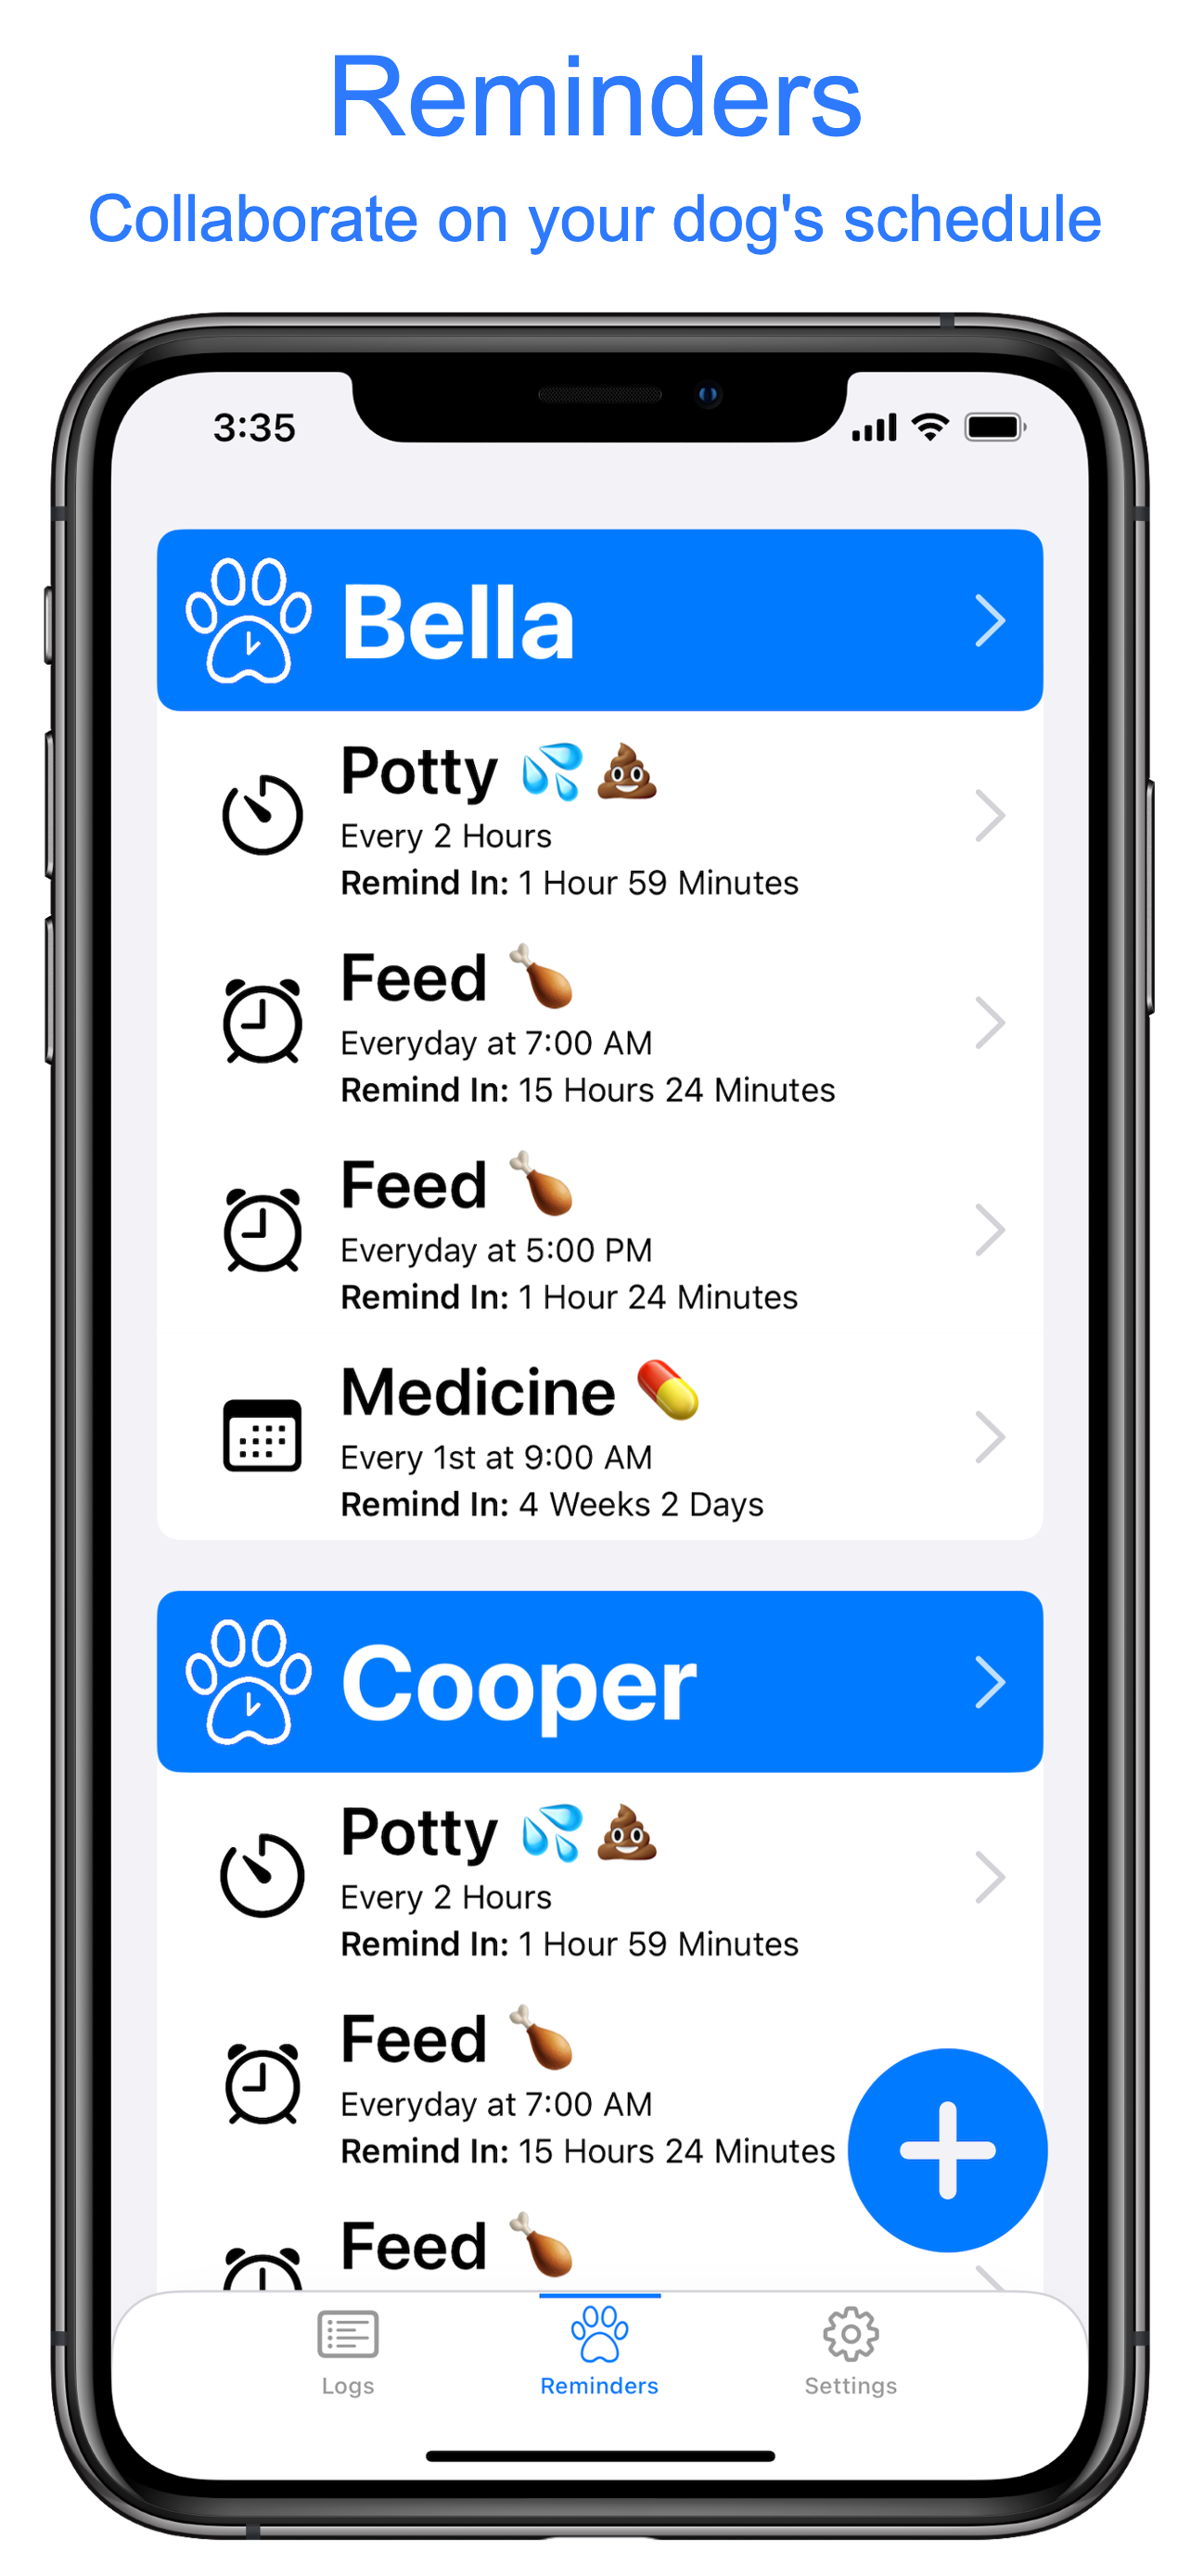 Reminders
Collaborate on your dog's schedule
3:35
Bella
Potty 💦 💩
Every 2 Hours
Remind In: 1 Hour 59 Minutes
Feed 🍗
Everyday at 7:00 AM
Remind In: 15 Hours 24 Minutes
Feed 🍗
Everyday at 5:00 PM
Remind In: 1 Hour 24 Minutes
Medicine 💊
Every 1st at 9:00 AM
Remind In: 4 Weeks 2 Days
Cooper
Potty 💦 💩
Every 2 Hours
Remind In: 1 Hour 59 Minutes
Feed 🍗
Everyday at 7:00 AM
Remind In: 15 Hours 24 Minutes
Feed 🍗
Logs
Reminders
Settings